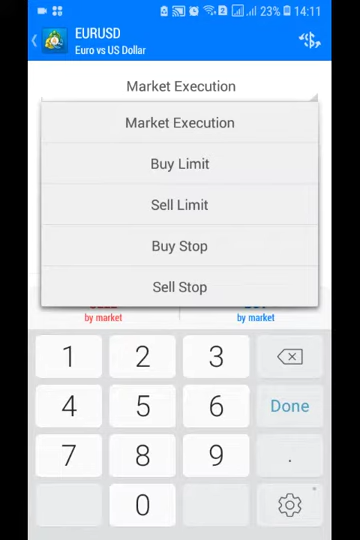 23% 14:11
EURUSD
Euro vs US Dollar
Market Execution
Market Execution
Buy Limit
Sell Limit
Buy Stop
Sell Stop
by market
by market
1 2 3
4 5 6 Done
7 8 9 .
0